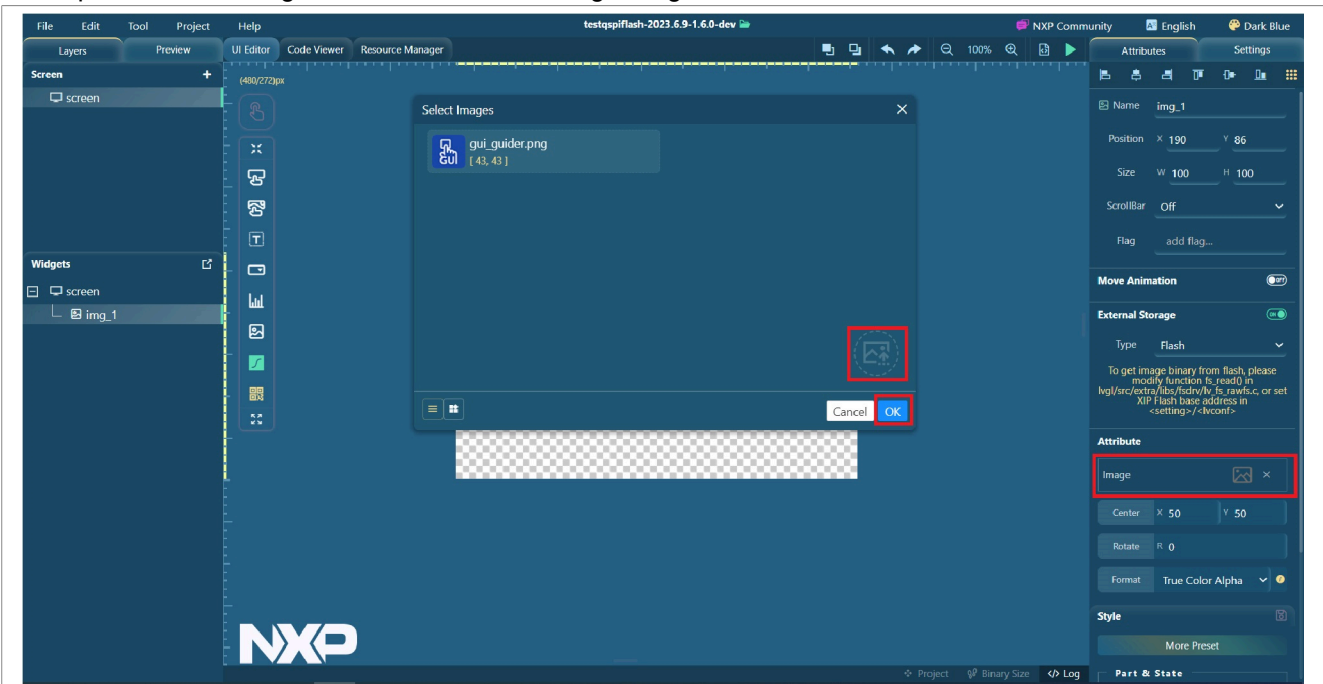 File Edit Tool Project Help testqspiflash-2023.6.9-1.6.0-dev NXP Community English Dark Blue
Layers Preview UI Editor Code Viewer Resource Manager 100% Attributes Settings
Screen +
screen
(480/272)px
Select Images
gui_guider.png
GUI [ 43, 43 ]
Cancel OK
Widgets
screen
img_1
Name img_1
Position X 190 Y 86
Size W 100 H 100
ScrollBar Off
Flag add flag...
Move Animation OFF
External Storage ON
Type Flash
To get image binary from flash, please
modify function fs_read() in
lvgl/src/extra/libs/fsdrv/lv_fs_rawfs.c, or set
XIP Flash base address in
<setting>/<lvconf>
Attribute
Image
Center X 50 Y 50
Rotate R 0
Format True Color Alpha
Style
More Preset
Part & State
NXP
Project Binary Size </> Log